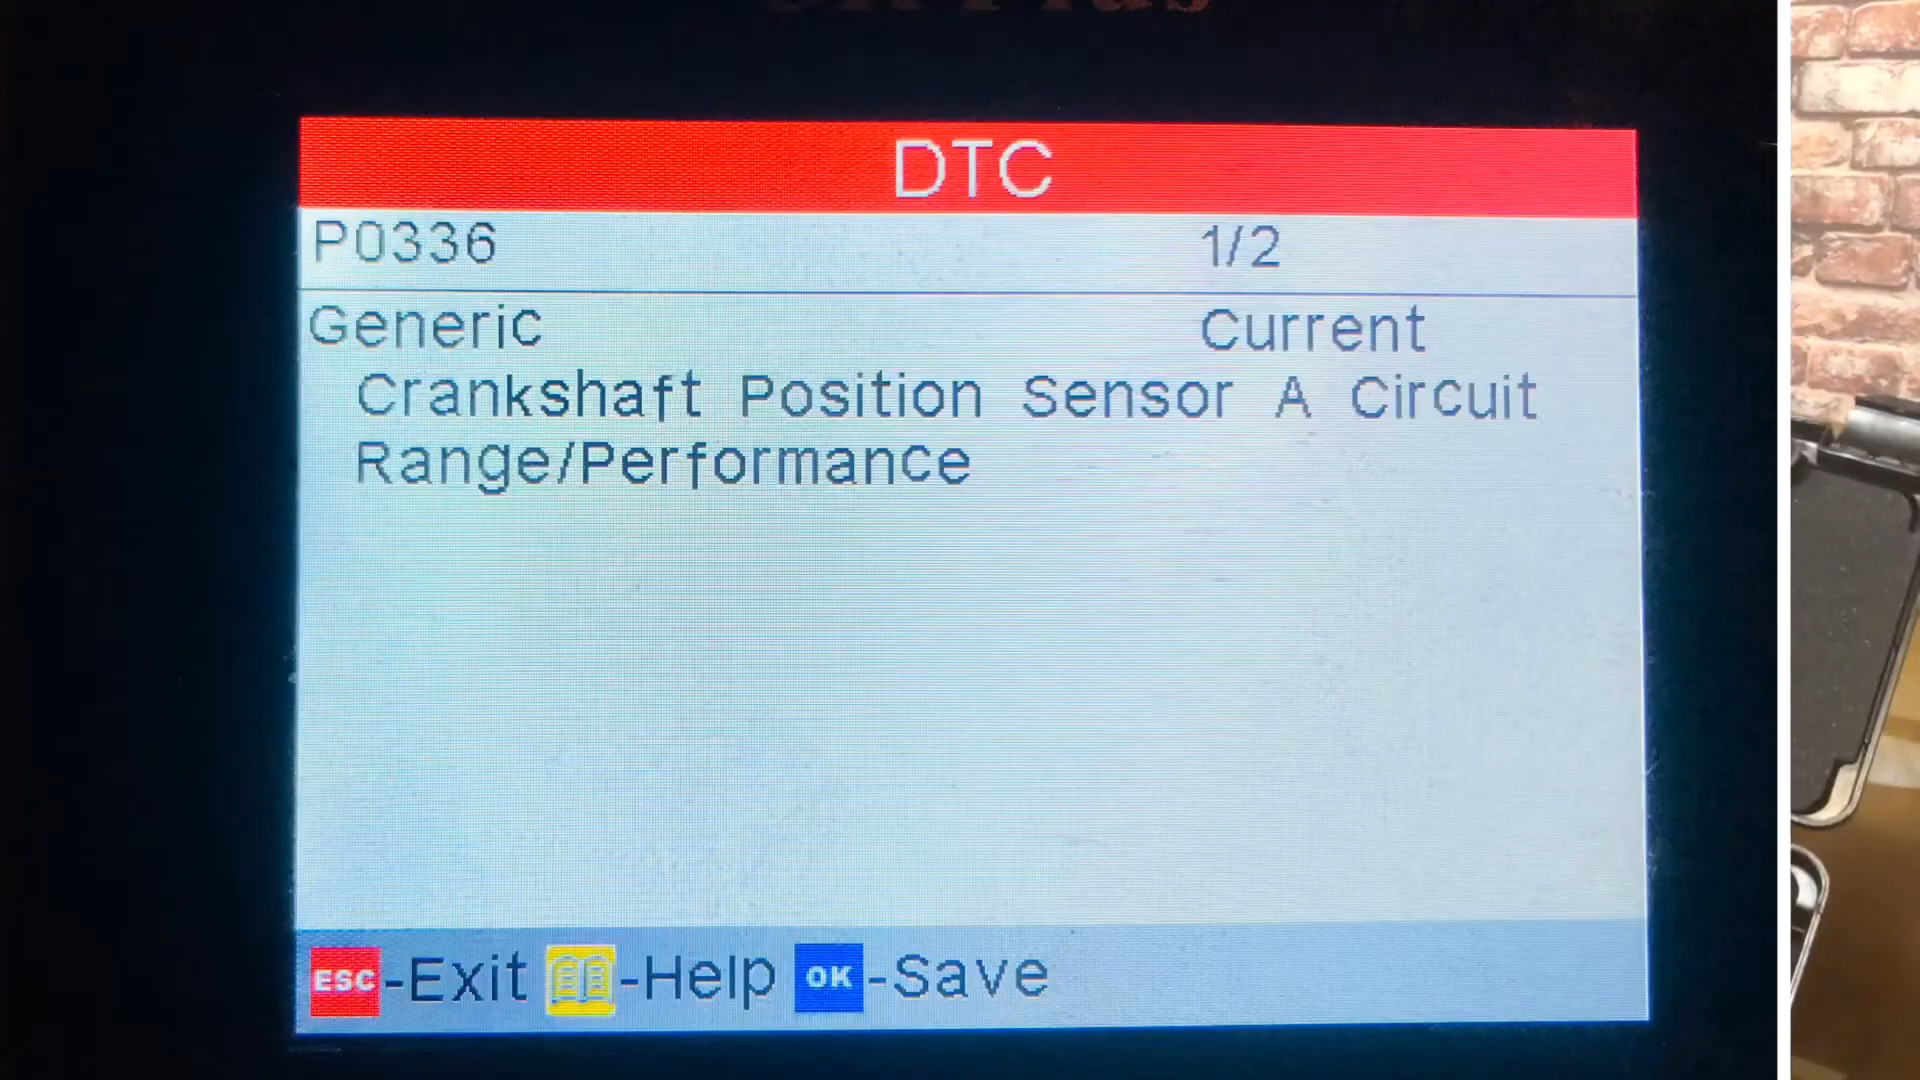 DTC
P0336 1/2
Generic Current
Crankshaft Position Sensor A Circuit
Range/Performance
ESC-Exit -Help OK-Save